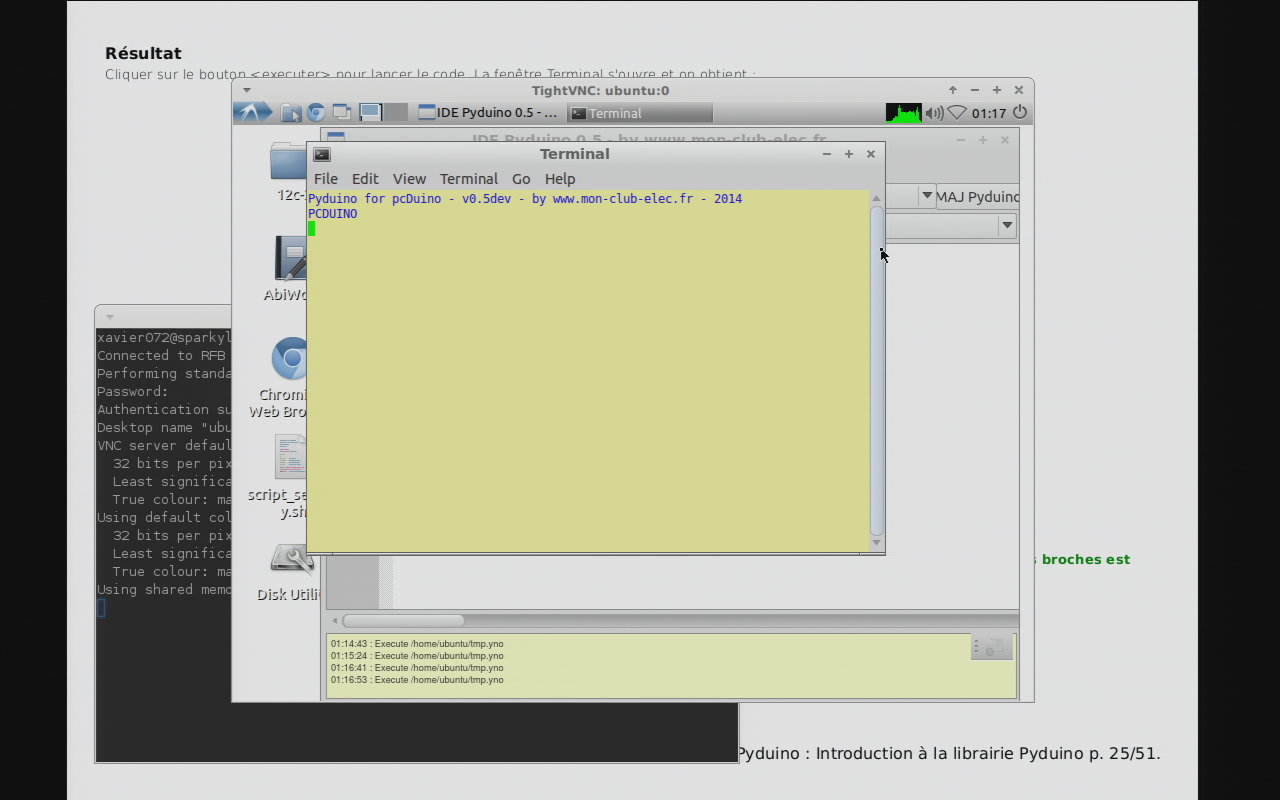 Résultat
Cliquer sur le bouton <executer> pour lancer le code. La fenêtre Terminal s'ouvre et on obtient :
TightVNC: ubuntu:0
IDE Pyduino 0.5 - ...
Terminal
01:17
IDE Pyduino 0.5 - by www.mon-club-elec.fr
Terminal
File Edit View Terminal Go Help
MAJ Pyduino
Pyduino for pcDuino - v0.5dev - by www.mon-club-elec.fr - 2014
PCDUINO
12c-
AbiWo
Chromi
Web Bro
script_se
y.sh
Disk Utili
xavier072@sparkyl
Connected to RFB
Performing standa
Password:
Authentication su
Desktop name "ubu
VNC server defaul
32 bits per pix
Least significa
True colour: ma
Using default col
32 bits per pix
Least significa
True colour: ma
Using shared memo
broches est
01:14:43 : Execute /home/ubuntu/tmp.yno
01:15:24 : Execute /home/ubuntu/tmp.yno
01:16:41 : Execute /home/ubuntu/tmp.yno
01:16:53 : Execute /home/ubuntu/tmp.yno
Pyduino : Introduction à la librairie Pyduino p. 25/51.